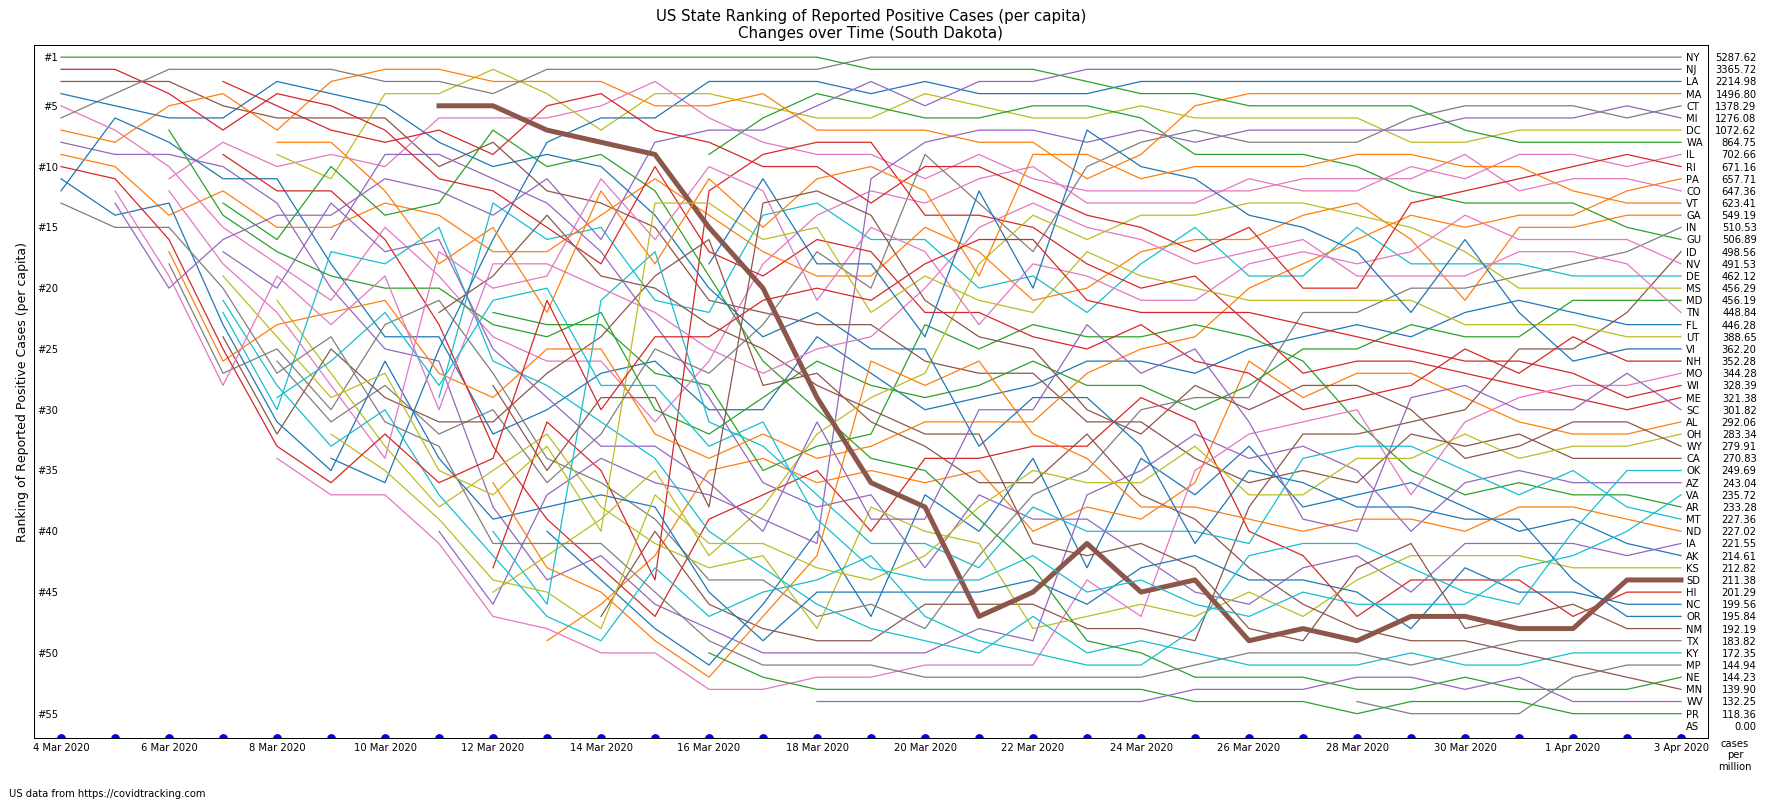 US State Ranking of Reported Positive Cases (per capita)
Changes over Time (South Dakota)
Ranking of Reported Positive Cases (per capita)
#1
#5
#10
#15
#20
#25
#30
#35
#40
#45
#50
#55
NY 5287.62
NJ 3365.72
LA 2214.98
MA 1496.80
CT 1378.29
MI 1276.08
DC 1072.62
WA 864.75
IL 702.66
RI 671.16
PA 657.71
CO 647.36
VT 623.41
GA 549.19
IN 510.53
GU 506.89
ID 498.56
NV 491.53
DE 462.12
MS 456.29
MD 456.19
TN 448.84
FL 446.28
UT 388.65
VI 362.20
NH 352.28
MO 344.28
WI 328.39
ME 321.38
SC 301.82
AL 292.06
OH 283.34
WY 279.91
CA 270.83
OK 249.69
AZ 243.04
VA 235.72
AR 233.28
MT 227.36
ND 227.02
IA 221.55
AK 214.61
KS 212.82
SD 211.38
HI 201.29
NC 199.56
OR 195.84
NM 192.19
TX 183.82
KY 172.35
MP 144.94
NE 144.23
MN 139.90
WV 132.25
PR 118.36
AS 0.00
4 Mar 2020 6 Mar 2020 8 Mar 2020 10 Mar 2020 12 Mar 2020 14 Mar 2020 16 Mar 2020 18 Mar 2020 20 Mar 2020 22 Mar 2020 24 Mar 2020 26 Mar 2020 28 Mar 2020 30 Mar 2020 1 Apr 2020 3 Apr 2020
cases
per
million
US data from https://covidtracking.com